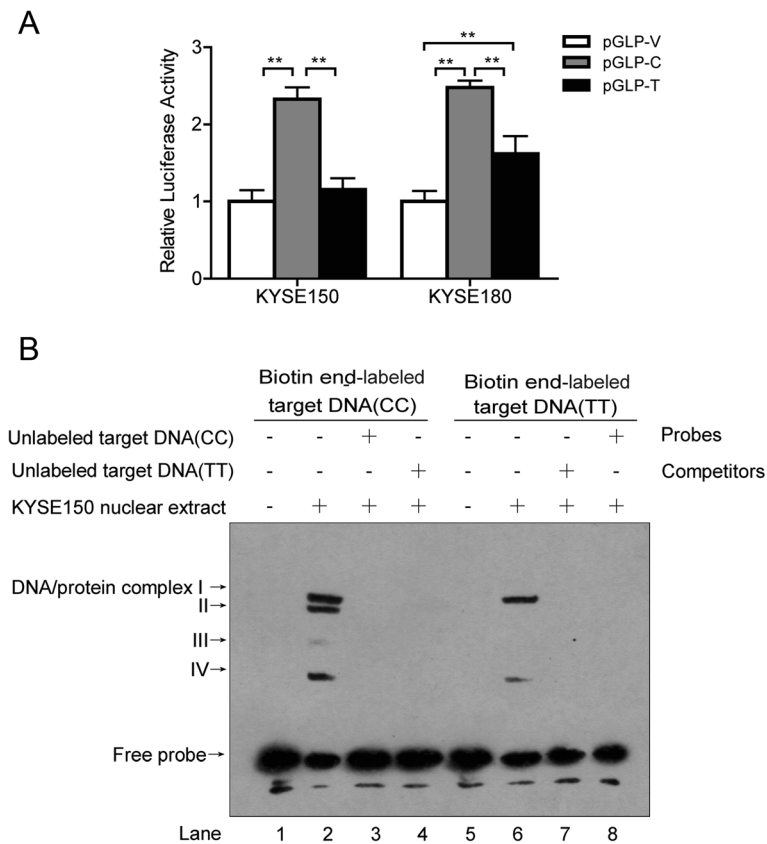 A
Relative Luciferase Activity
3
2
1
0
** **
**
** **
KYSE150 KYSE180
pGLP-V
pGLP-C
pGLP-T
B
Biotin end-labeled
target DNA(CC)
Biotin end-labeled
target DNA(TT)
Unlabeled target DNA(CC) - - + - - - - + Probes
Unlabeled target DNA(TT) - - - + - - + - Competitors
KYSE150 nuclear extract - + + + - + + +
DNA/protein complex I→
II→
III→
IV→
Free probe→
Lane 1 2 3 4 5 6 7 8